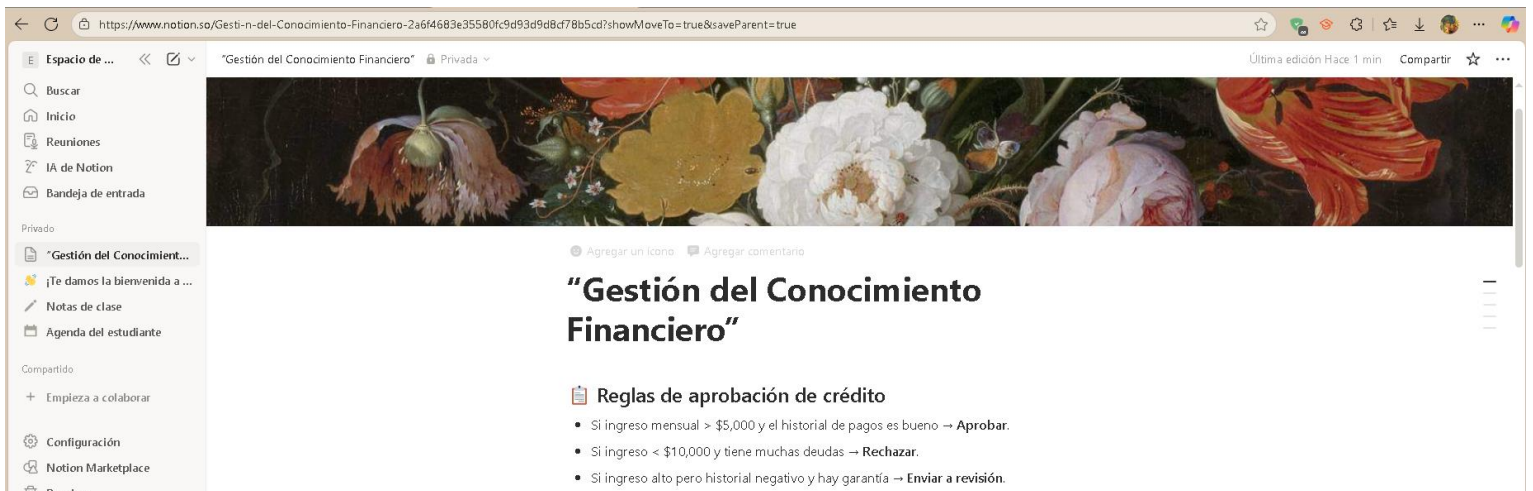 https://www.notion.so/Gesti-n-del-Conocimiento-Financiero-2a6f4683e35580fc9d93d9d8cf78b5cd?showMoveTo=true&saveParent=true
E Espacio de ...
"Gestión del Conocimiento Financiero" Privada
Última edición Hace 1 min Compartir
Buscar
Inicio
Reuniones
IA de Notion
Bandeja de entrada
Privado
"Gestión del Conocimient...
¡Te damos la bienvenida a ...
Notas de clase
Agenda del estudiante
Compartido
+ Empieza a colaborar
Configuración
Notion Marketplace
Agregar un icono Agregar comentario
“Gestión del Conocimiento
Financiero”
Reglas de aprobación de crédito
• Si ingreso mensual > $5,000 y el historial de pagos es bueno → Aprobar.
• Si ingreso < $10,000 y tiene muchas deudas → Rechazar.
• Si ingreso alto pero historial negativo y hay garantía → Enviar a revisión.